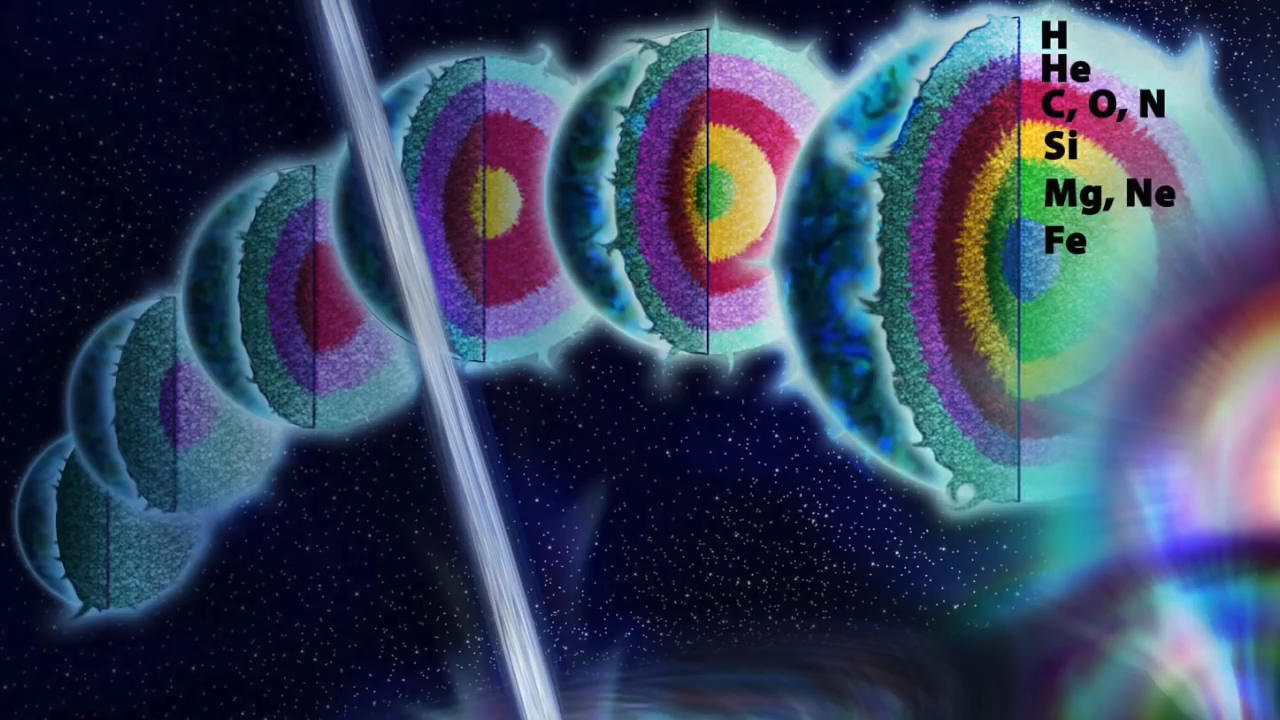 H
He
C, O, N
Si
Mg, Ne
Fe